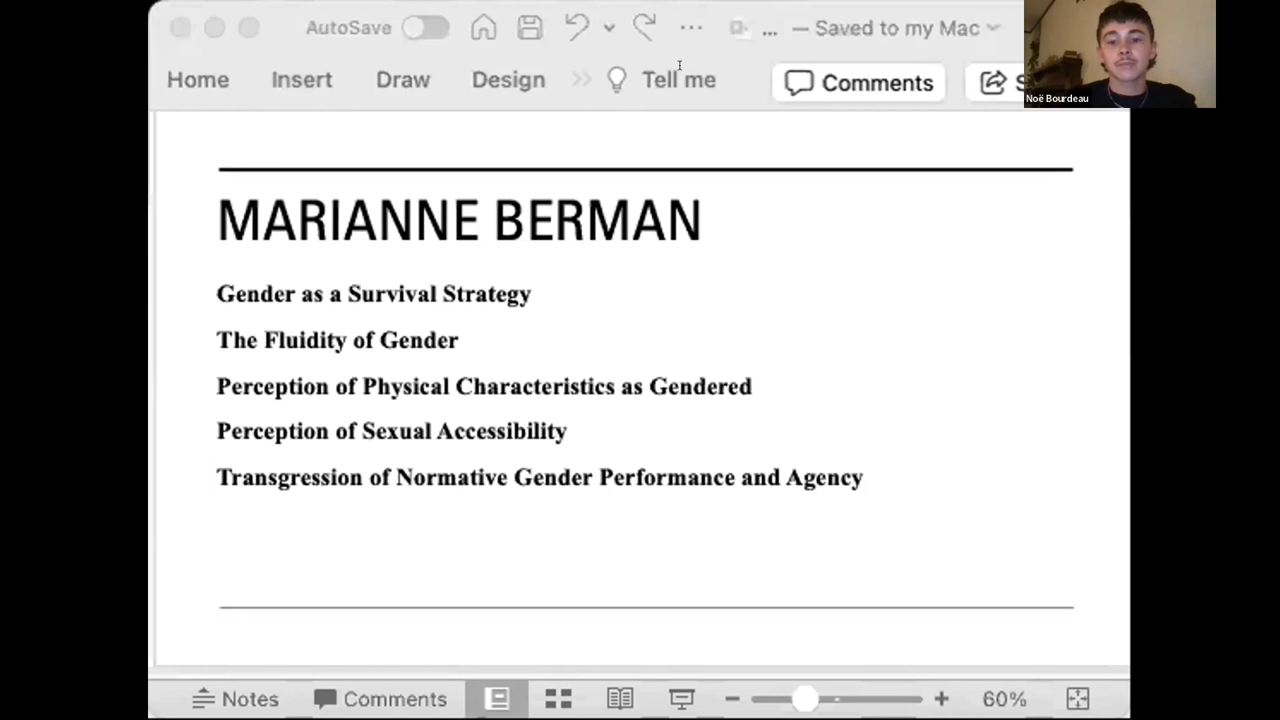 AutoSave ... — Saved to my Mac
Home Insert Draw Design Tell me Comments
Noë Bourdeau
MARIANNE BERMAN
Gender as a Survival Strategy
The Fluidity of Gender
Perception of Physical Characteristics as Gendered
Perception of Sexual Accessibility
Transgression of Normative Gender Performance and Agency
Notes Comments 60%